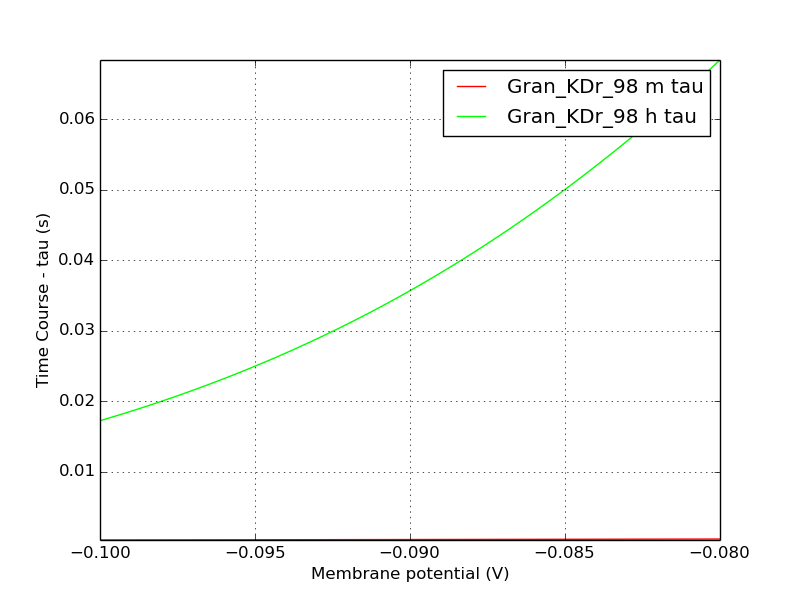 Gran_KDr_98 m tau
Gran_KDr_98 h tau
0.06
0.05
0.04
0.03
0.02
0.01
Time Course - tau (s)
−0.100 −0.095 −0.090 −0.085 −0.080
Membrane potential (V)